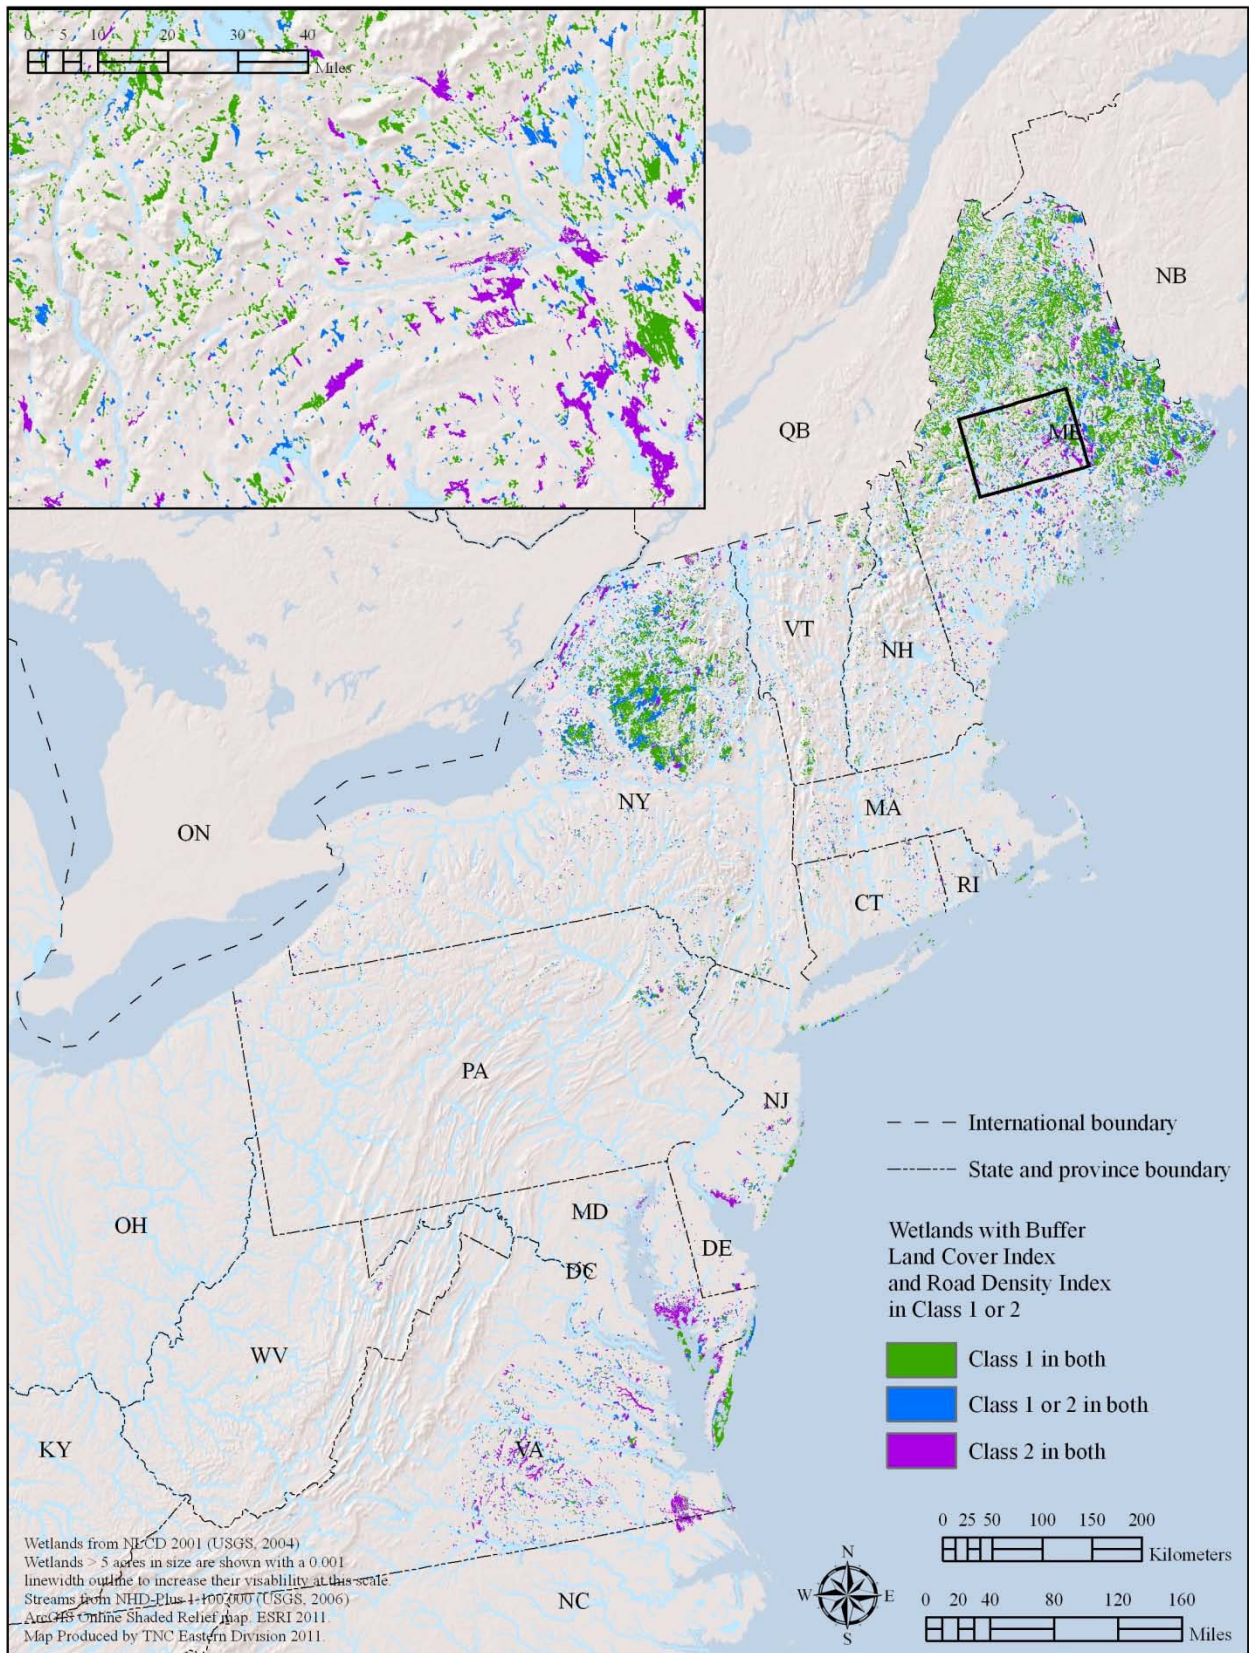 0 5 10 20 30 40
Miles
NB
QB
ME
VT
NH
NY
MA
ON
CT
RI
PA
NJ
International boundary
State and province boundary
MD
OH
DE
DC
Wetlands with Buffer
Land Cover Index
and Road Density Index
in Class 1 or 2
WV
Class 1 in both
Class 1 or 2 in both
KY
VA
Class 2 in both
0 25 50 100 150 200
Kilometers
Wetlands from NLCD 2001 (USGS, 2004)
Wetlands > 5 acres in size are shown with a 0.001
linewidth outline to increase their visablility at this scale.
Streams from NHD-Plus 1:100,000 (USGS, 2006)
ArcGIS Online Shaded Relief map. ESRI 2011.
Map Produced by TNC Eastern Division 2011.
NC
N
W E
S
0 20 40 80 120 160
Miles